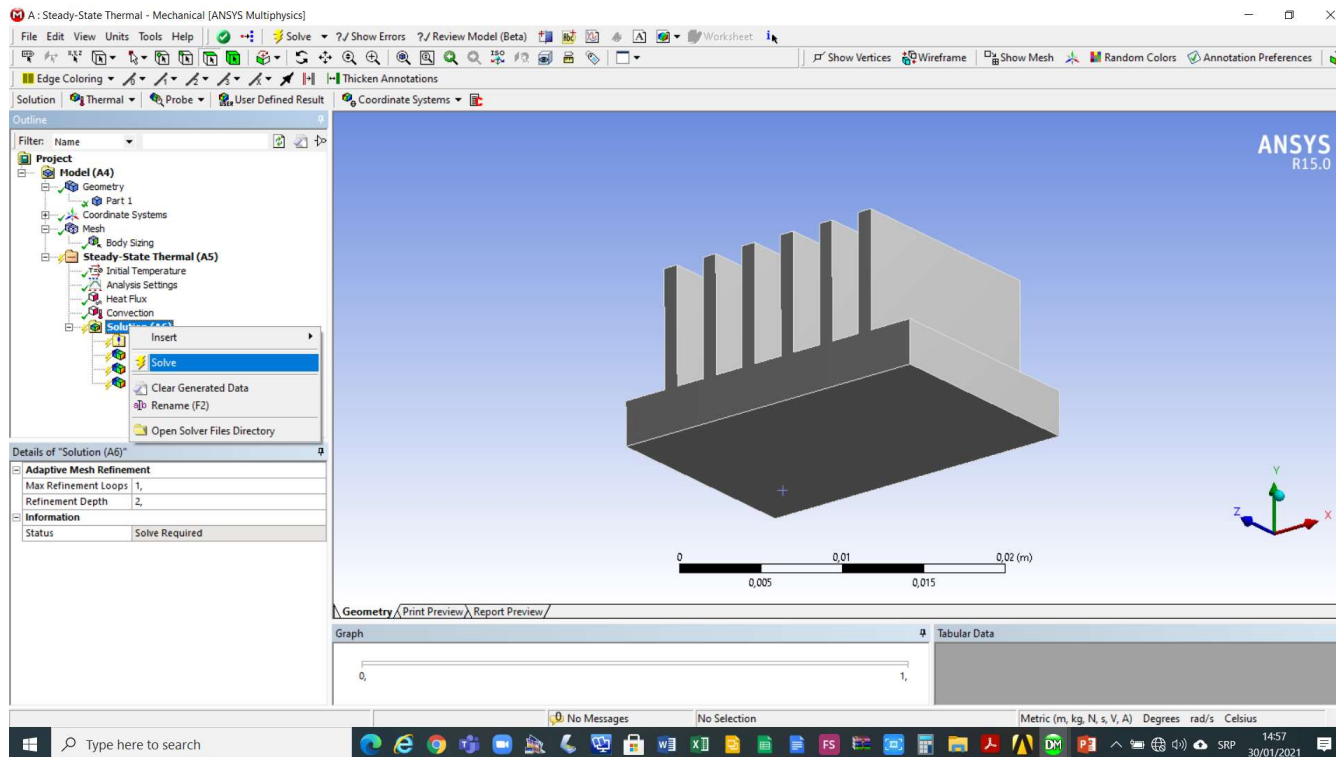 A : Steady-State Thermal - Mechanical [ANSYS Multiphysics]
File Edit View Units Tools Help Solve ?/ Show Errors ?/ Review Model (Beta) Worksheet
Show Vertices Wireframe Show Mesh Random Colors Annotation Preferences
Edge Coloring Thicken Annotations
Solution Thermal Probe User Defined Result Coordinate Systems
Outline
Filter: Name
Project
Model (A4)
Geometry
Part 1
Coordinate Systems
Mesh
Body Sizing
Steady-State Thermal (A5)
Initial Temperature
Analysis Settings
Heat Flux
Convection
Solution (A6)
Insert
Solve
Clear Generated Data
Rename (F2)
Open Solver Files Directory
Details of "Solution (A6)"
Adaptive Mesh Refinement
Max Refinement Loops 1,
Refinement Depth 2,
Information
Status Solve Required
ANSYS
R15.0
Y
Z
X
0 0,01 0,02 (m)
0,005 0,015
Geometry Print Preview Report Preview
Graph
0, 1,
Tabular Data
0 No Messages No Selection Metric (m, kg, N, s, V, A) Degrees rad/s Celsius
Type here to search
SRP
14:57
30/01/2021